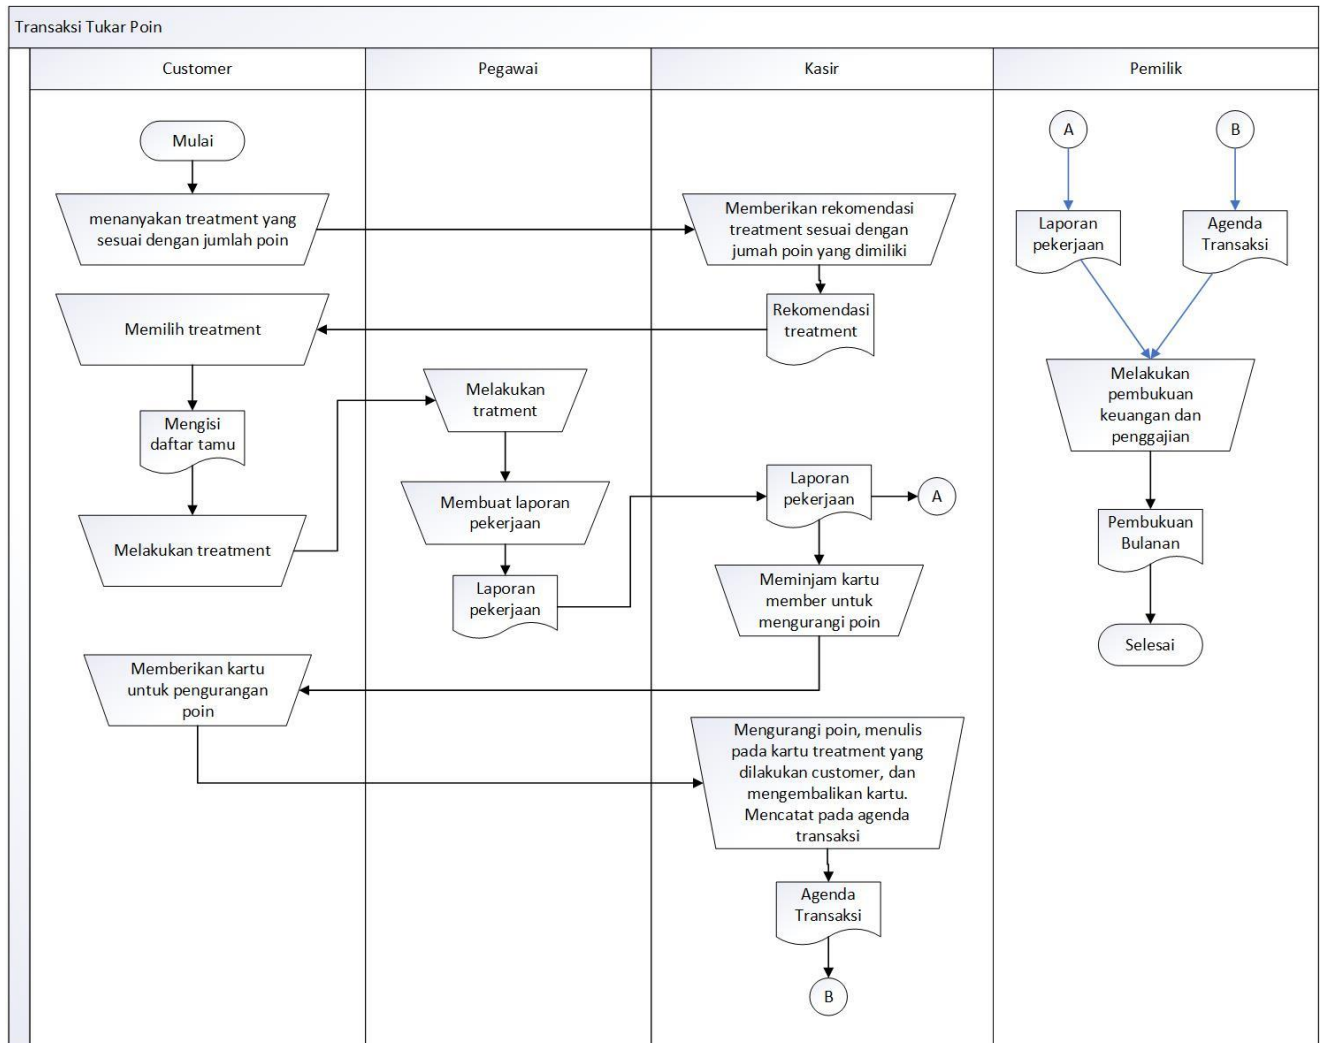 Transaksi Tukar Poin
Customer
Pegawai
Kasir
Pemilik
Mulai
menanyakan treatment yang
sesuai dengan jumlah poin
Memberikan rekomendasi
treatment sesuai dengan
jumah poin yang dimiliki
Rekomendasi
treatment
Memilih treatment
Mengisi
daftar tamu
Melakukan treatment
Melakukan
tratment
Membuat laporan
pekerjaan
Laporan
pekerjaan
Laporan
pekerjaan
A
Meminjam kartu
member untuk
mengurangi poin
Memberikan kartu
untuk pengurangan
poin
Mengurangi poin, menulis
pada kartu treatment yang
dilakukan customer, dan
mengembalikan kartu.
Mencatat pada agenda
transaksi
Agenda
Transaksi
B
A
B
Laporan
pekerjaan
Agenda
Transaksi
Melakukan
pembukuan
keuangan dan
penggajian
Pembukuan
Bulanan
Selesai